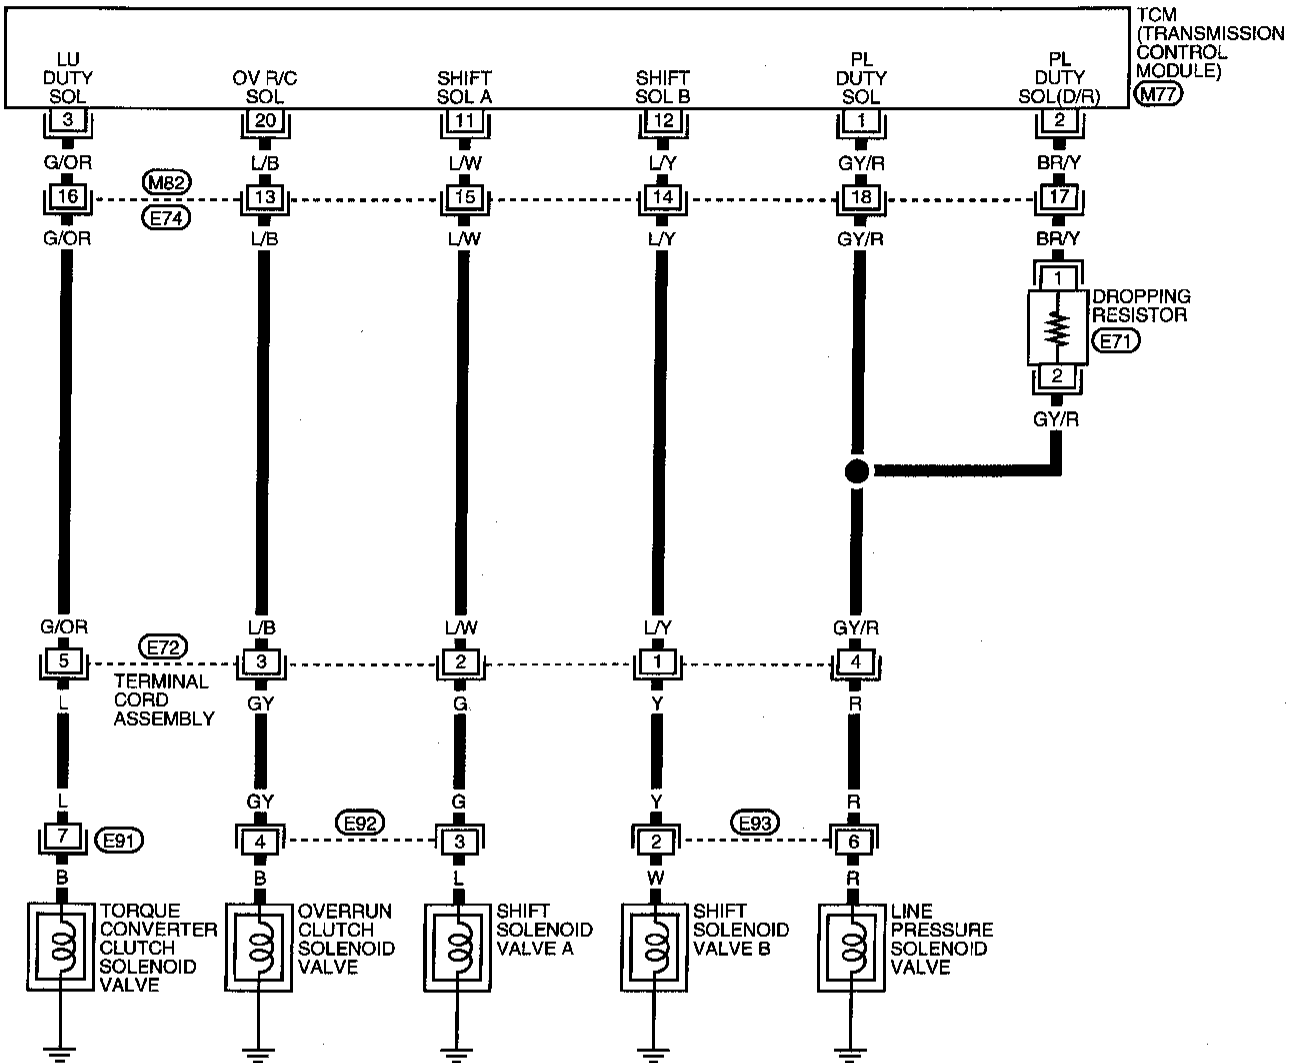 TCM
(TRANSMISSION
CONTROL
MODULE)
M77
LU
DUTY
SOL
OV R/C
SOL
SHIFT
SOL A
SHIFT
SOL B
PL
DUTY
SOL
PL
DUTY
SOL(D/R)
3
20
11
12
1
2
G/OR
L/B
L/W
L/Y
GY/R
BR/Y
16
M82
E74
13
15
14
18
17
G/OR
L/B
L/W
L/Y
GY/R
BR/Y
1
DROPPING
RESISTOR
E71
2
GY/R
G/OR
L/B
L/W
L/Y
GY/R
5
E72
3
2
1
4
TERMINAL
CORD
ASSEMBLY
L
GY
G
Y
R
L
GY
G
Y
R
7
E91
4
E92
3
2
E93
6
B
B
L
W
R
TORQUE
CONVERTER
CLUTCH
SOLENOID
VALVE
OVERRUN
CLUTCH
SOLENOID
VALVE
SHIFT
SOLENOID
VALVE A
SHIFT
SOLENOID
VALVE B
LINE
PRESSURE
SOLENOID
VALVE